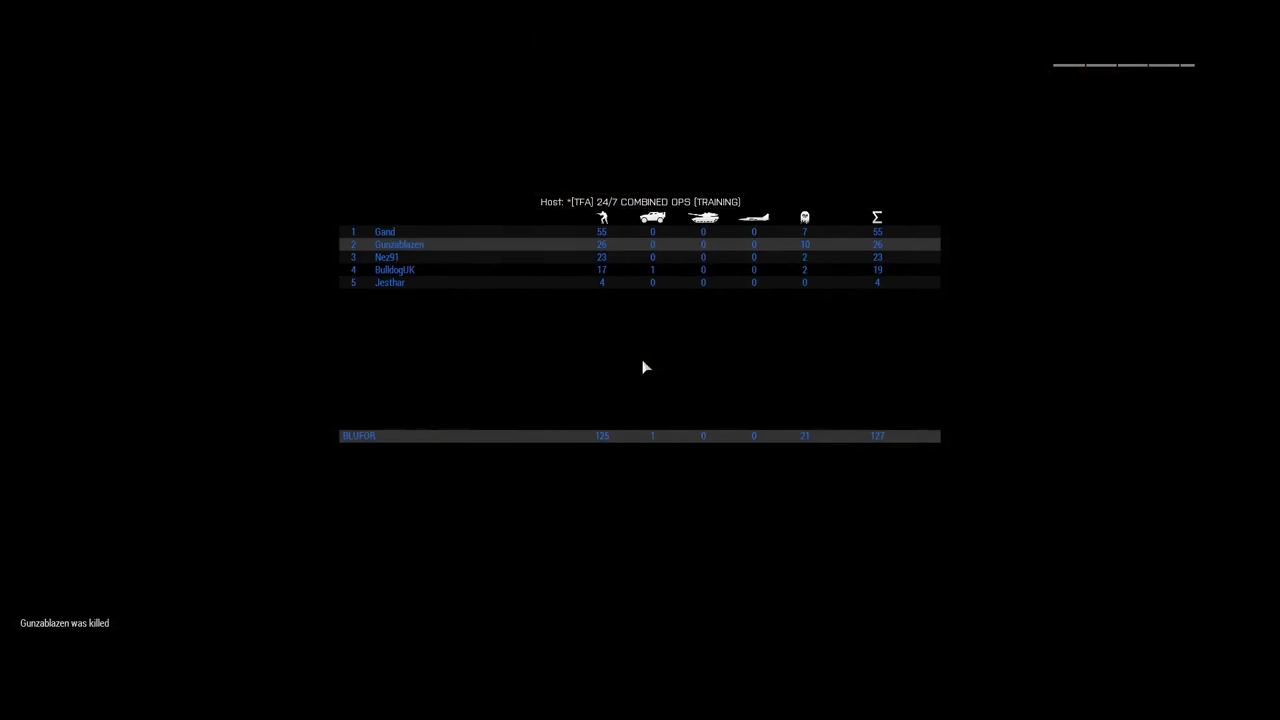 Host: *[TFA] 24/7 COMBINED OPS (TRAINING)
Σ
1 Gand 55 0 0 0 7 55
2 Gunzablazen 26 0 0 0 10 26
3 Nez91 23 0 0 0 2 23
4 BulldogUK 17 1 0 0 2 19
5 Jesthar 4 0 0 0 0 4
BLUFOR 125 1 0 0 21 127
Gunzablazen was killed